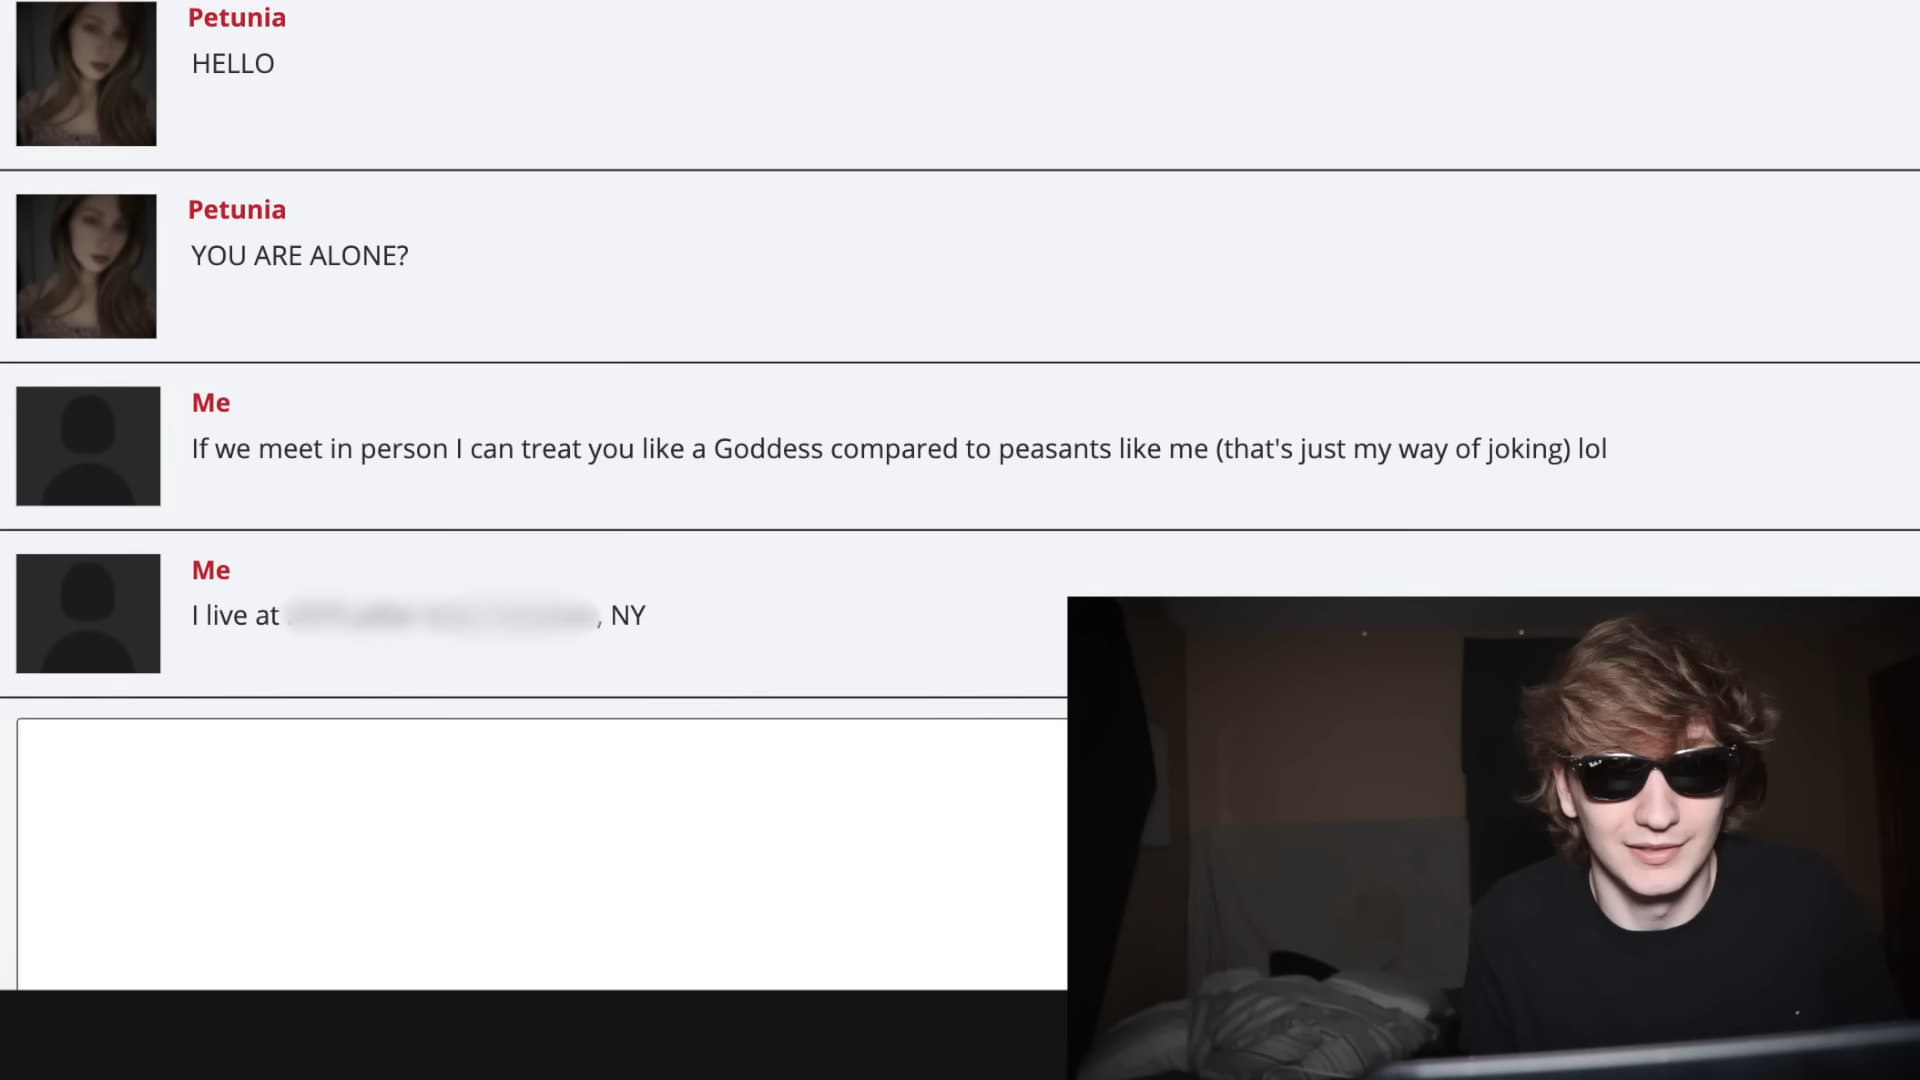 Petunia
HELLO
Petunia
YOU ARE ALONE?
Me
If we meet in person I can treat you like a Goddess compared to peasants like me (that's just my way of joking) lol
Me
I live at , NY